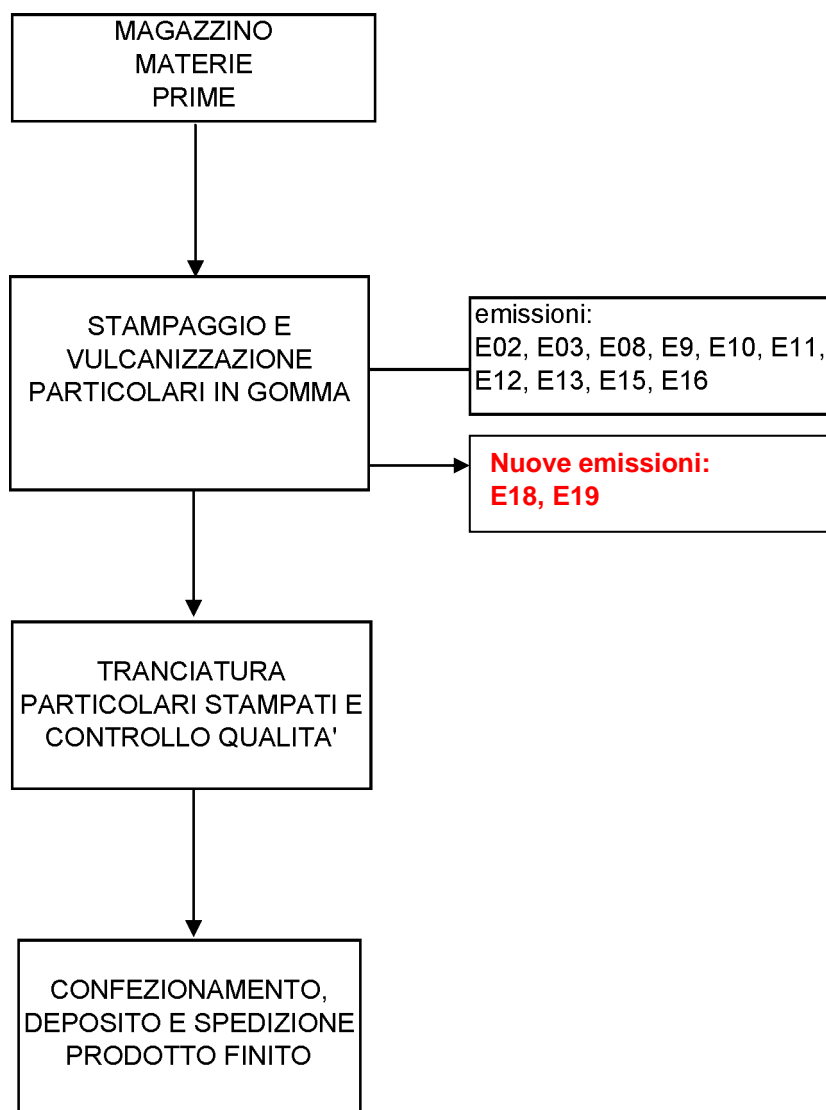 MAGAZZINO
MATERIE
PRIME
STAMPAGGIO E
VULCANIZZAZIONE
PARTICOLARI IN GOMMA
emissioni:
E02, E03, E08, E9, E10, E11,
E12, E13, E15, E16
Nuove emissioni:
E18, E19
TRANCIATURA
PARTICOLARI STAMPATI E
CONTROLLO QUALITA'
CONFEZIONAMENTO,
DEPOSITO E SPEDIZIONE
PRODOTTO FINITO